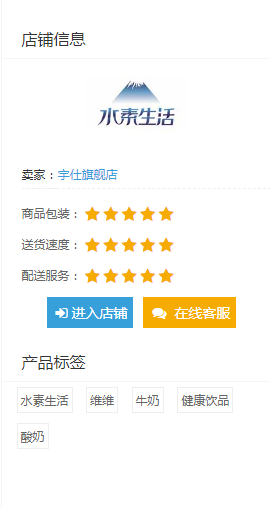 店铺信息
水素生活
卖家：宇仕旗舰店
商品包装：
送货速度：
配送服务：
进入店铺 在线客服
产品标签
水素生活 维维 牛奶 健康饮品
酸奶